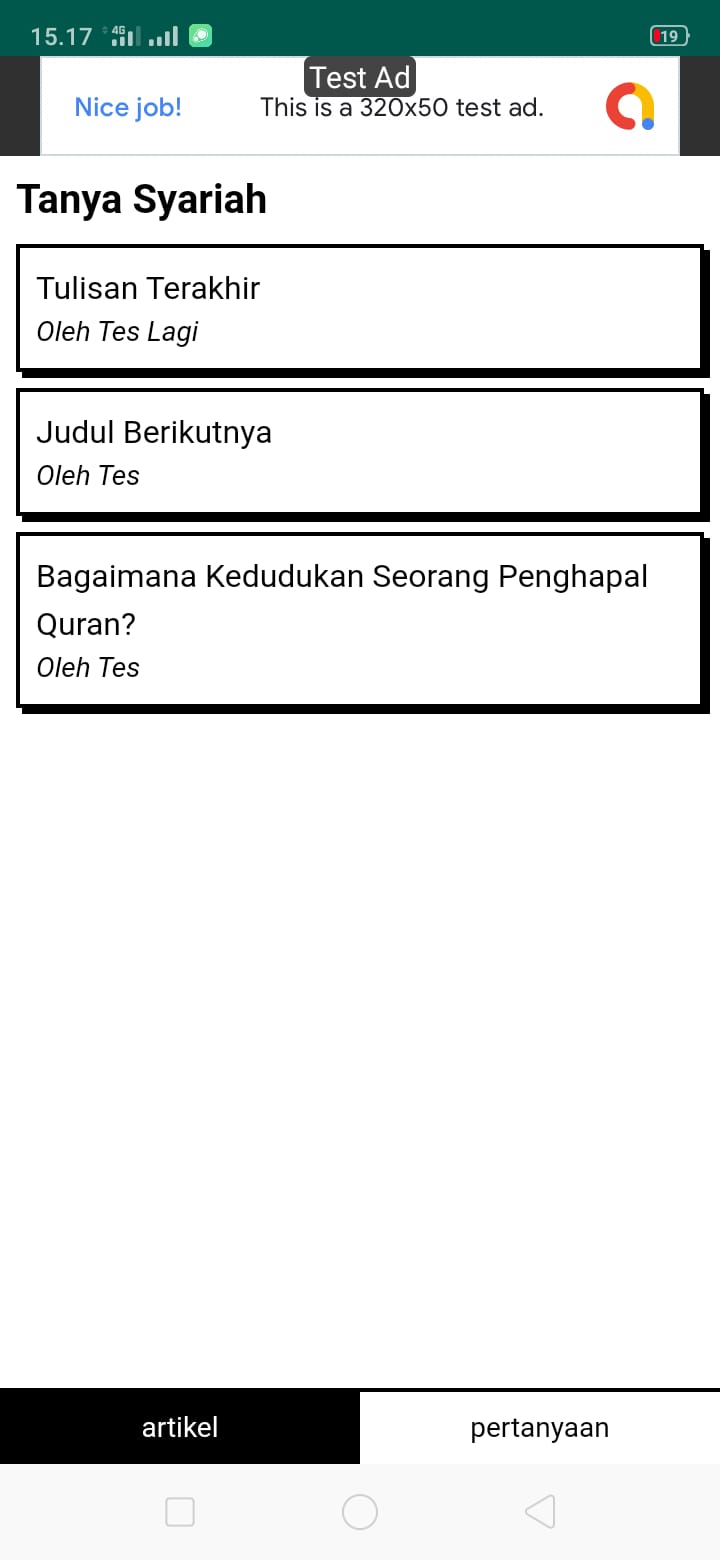 15.17 4G 19
Test Ad
Nice job! This is a 320x50 test ad.
Tanya Syariah
Tulisan Terakhir
Oleh Tes Lagi
Judul Berikutnya
Oleh Tes
Bagaimana Kedudukan Seorang Penghapal
Quran?
Oleh Tes
artikel pertanyaan